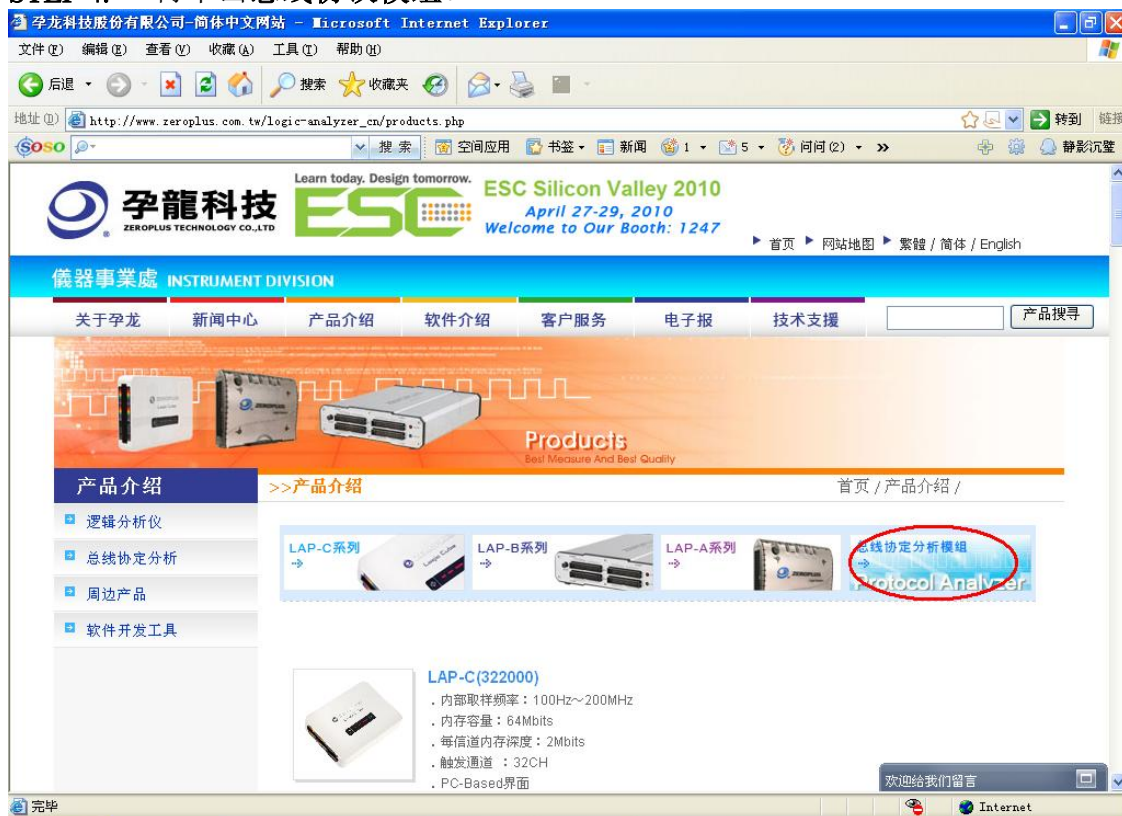 孕龙科技股份有限公司-简体中文网站 - Microsoft Internet Explorer
文件(F) 编辑(E) 查看(V) 收藏(A) 工具(T) 帮助(H)
后退 搜索 收藏夹
地址(D) http://www.zeroplus.com.tw/logic-analyzer_cn/products.php 转到 链接
Soso 搜 索 空间应用 书签 新闻 1 5 问问(2) » 静影沉璧
孕龍科技
ZEROPLUS TECHNOLOGY CO.,LTD
Learn today. Design tomorrow.
ESC
ESC Silicon Valley 2010
April 27-29, 2010
Welcome to Our Booth: 1247
首页 网站地图 繁體 / 简体 / English
儀器事業處 INSTRUMENT DIVISION
关于孕龙 新闻中心 产品介绍 软件介绍 客户服务 电子报 技术支援 产品搜寻
Products
Best Measure And Best Quality
产品介绍 >>产品介绍 首页 / 产品介绍 /
逻辑分析仪
总线协定分析
周边产品
软件开发工具
LAP-C系列 LAP-B系列 LAP-A系列 总线协定分析模组
Protocol Analyzer
LAP-C(322000)
. 内部取样频率：100Hz～200MHz
. 内存容量：64Mbits
. 每信道内存深度：2Mbits
. 触发通道 ：32CH
. PC-Based界面
欢迎给我们留言
完毕 Internet